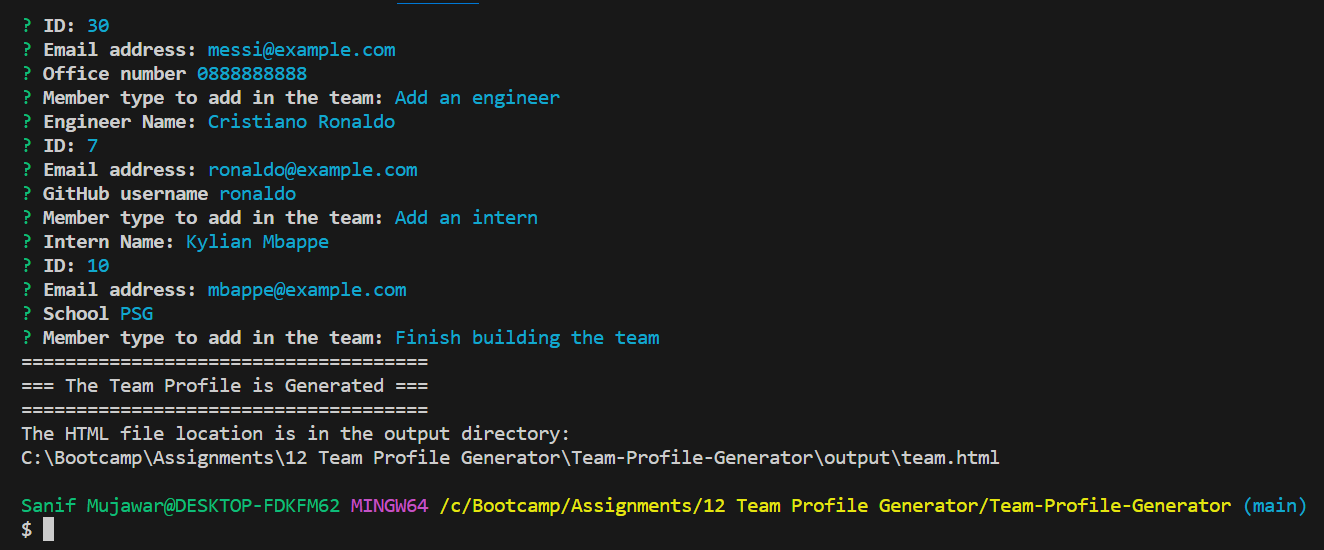 ? ID: 30
? Email address: messi@example.com
? Office number 0888888888
? Member type to add in the team: Add an engineer
? Engineer Name: Cristiano Ronaldo
? ID: 7
? Email address: ronaldo@example.com
? GitHub username ronaldo
? Member type to add in the team: Add an intern
? Intern Name: Kylian Mbappe
? ID: 10
? Email address: mbappe@example.com
? School PSG
? Member type to add in the team: Finish building the team
=====================================
=== The Team Profile is Generated ===
=====================================
The HTML file location is in the output directory:
C:\Bootcamp\Assignments\12 Team Profile Generator\Team-Profile-Generator\output\team.html
Sanif Mujawar@DESKTOP-FDKFM62 MINGW64 /c/Bootcamp/Assignments/12 Team Profile Generator/Team-Profile-Generator (main)
$